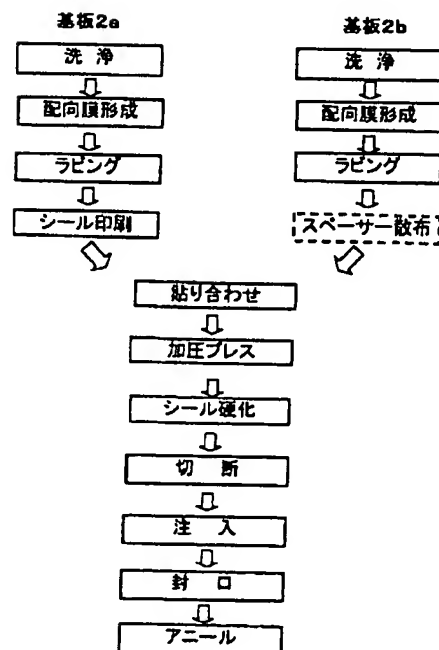 基板2a
洗 浄
配向膜形成
ラビング
シール印刷
基板2b
洗 浄
配向膜形成
ラビング
スペーサー散布
貼り合わせ
加圧プレス
シール硬化
切 断
注 入
封 口
アニール